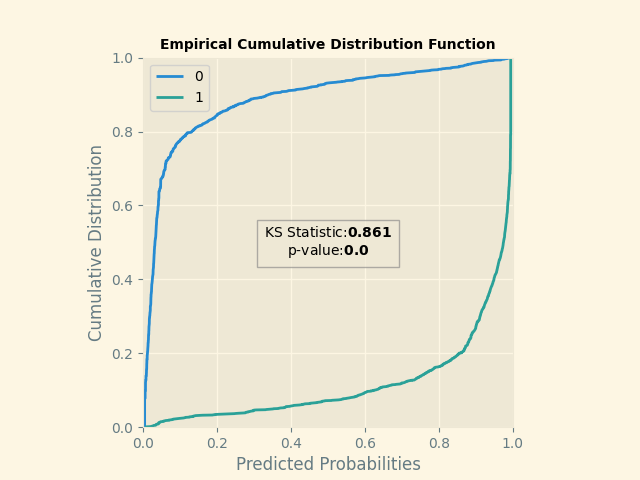 Empirical Cumulative Distribution Function
1.0
0.8
0.6
0.4
0.2
0.0
Cumulative Distribution
0
1
KS Statistic:0.861
p-value:0.0
0.0 0.2 0.4 0.6 0.8 1.0
Predicted Probabilities